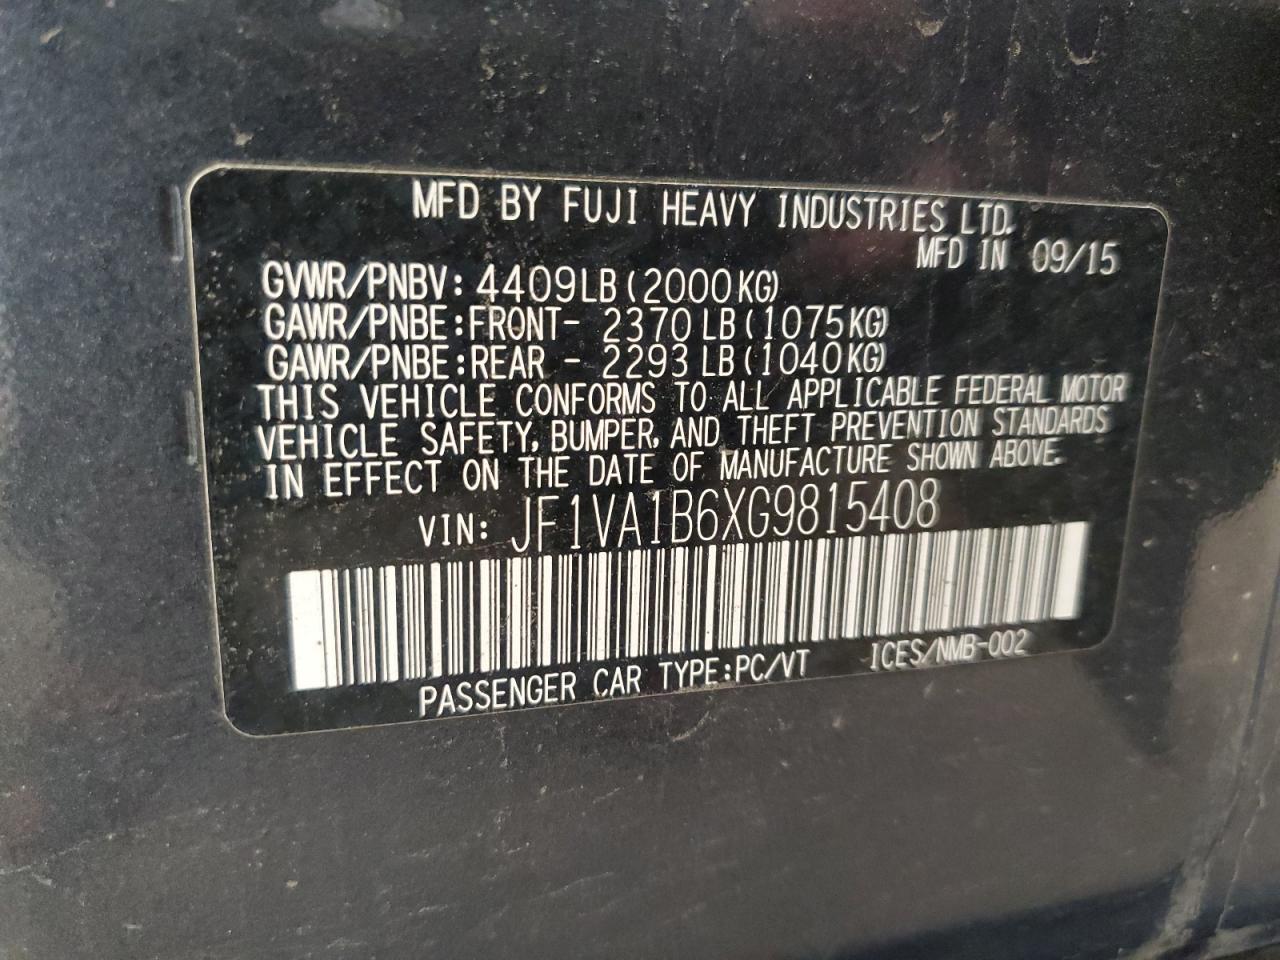 MFD BY FUJI HEAVY INDUSTRIES LTD.
MFD IN 09/15
GVWR/PNBV: 4409LB (2000KG)
GAWR/PNBE:FRONT- 2370 LB (1075KG)
GAWR/PNBE:REAR - 2293 LB (1040KG)
THIS VEHICLE CONFORMS TO ALL APPLICABLE FEDERAL MOTOR
VEHICLE SAFETY, BUMPER, AND THEFT PREVENTION STANDARDS
IN EFFECT ON THE DATE OF MANUFACTURE SHOWN ABOVE.
VIN: JF1VA1B6XG9815408
PASSENGER CAR TYPE:PC/VT ICES/NMB-002